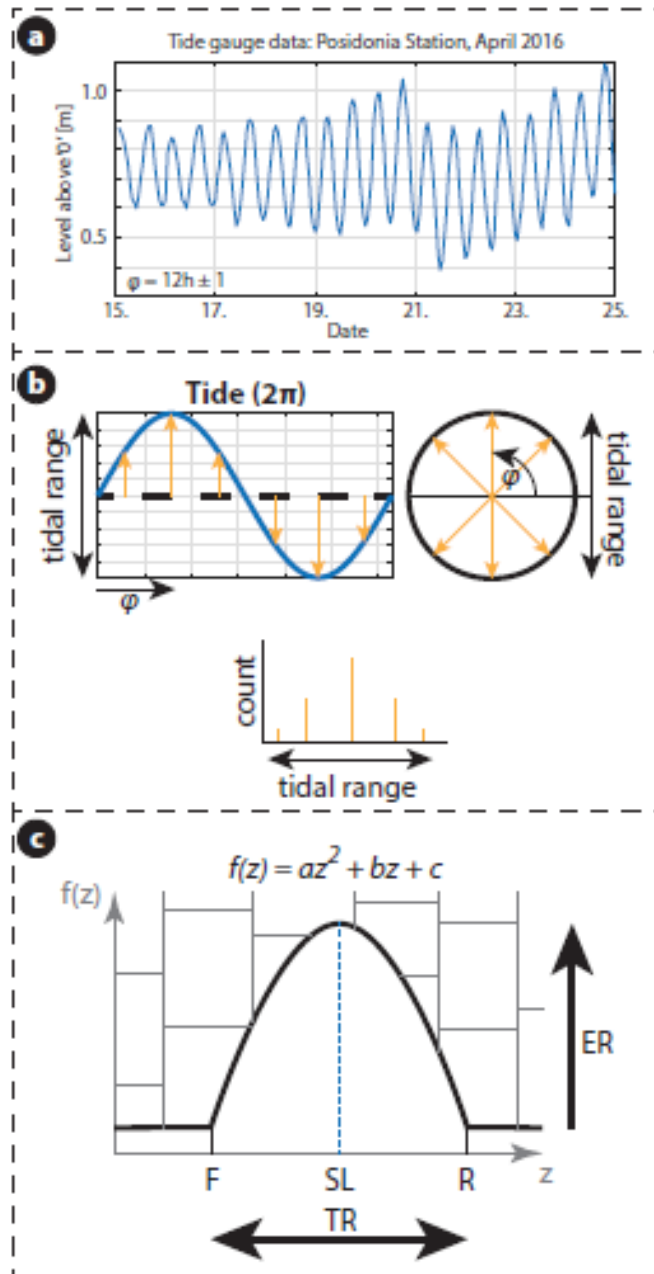 a
Tide gauge data: Posidonia Station, April 2016
Level above '0' [m]
1.0
0.5
φ = 12h ± 1
15. 17. 19. 21. 23. 25.
Date
b
Tide (2π)
tidal range
φ
φ
tidal range
count
tidal range
c
f(z) = az² + bz + c
f(z)
ER
F SL R z
TR